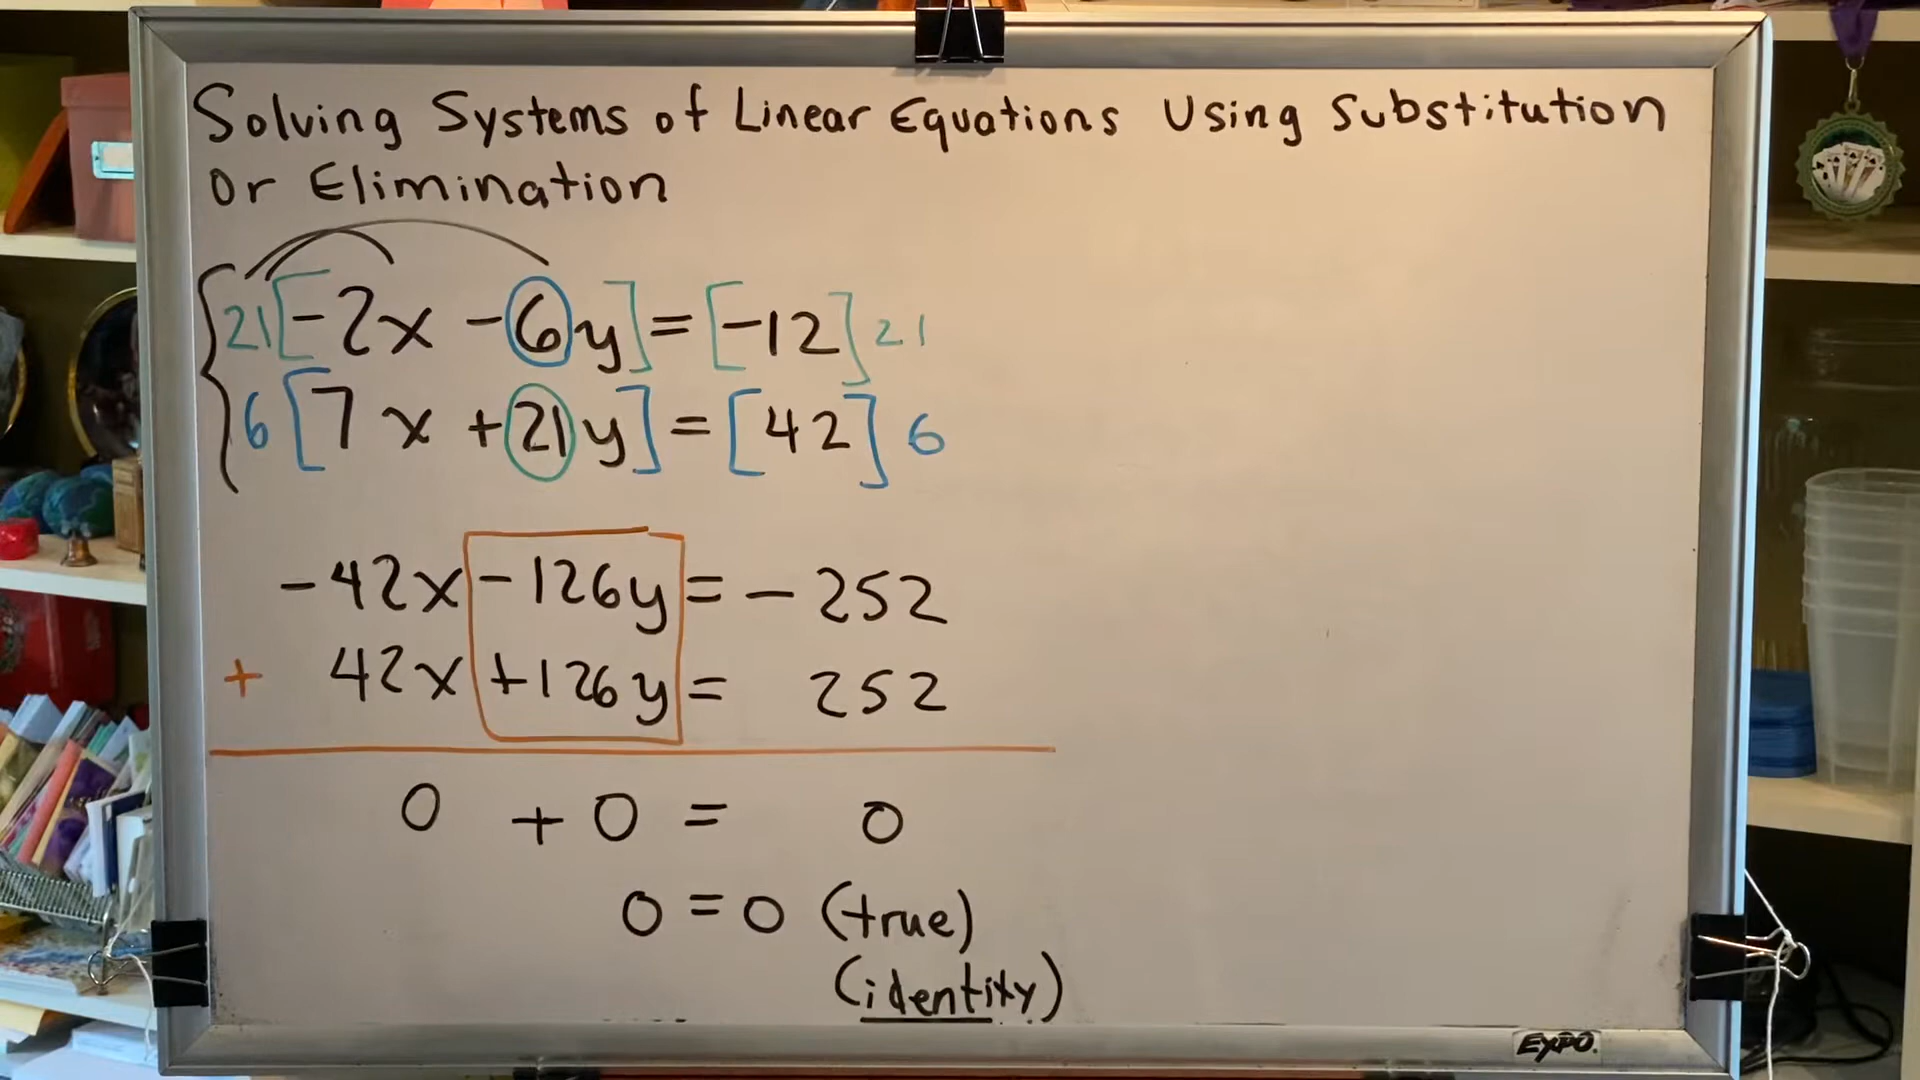 Solving Systems of Linear Equations Using Substitution
or Elimination
21[-2x -6y]=[-12]21
6[7x +21y]=[42]6
-42x -126y = -252
+ 42x +126y = 252
0 + 0 = 0
0 = 0 (true)
(identity)
EXPO.